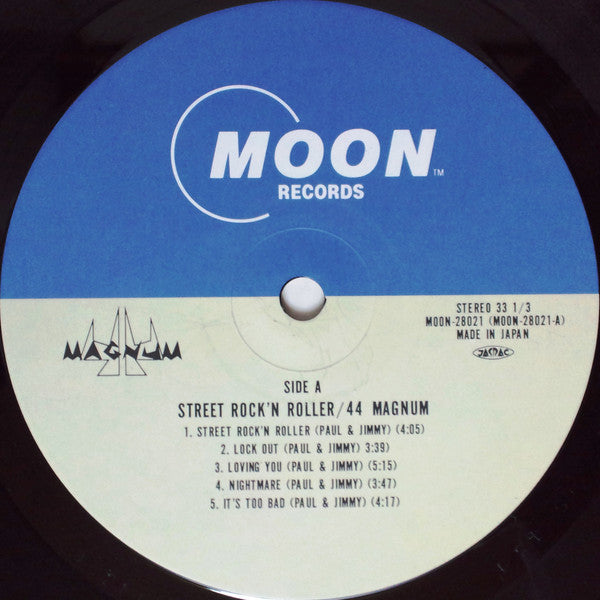 MOON
TM
RECORDS
STEREO 33 1/3
MOON-28021 (MOON-28021-A)
MADE IN JAPAN
JASRAC
44
MAGNUM
SIDE A
STREET ROCK'N ROLLER/44 MAGNUM
1. STREET ROCK'N ROLLER (PAUL & JIMMY) (4:05)
2. LOCK OUT (PAUL & JIMMY) 3:39)
3. LOVING YOU (PAUL & JIMMY) (5:15)
4. NIGHTMARE (PAUL & JIMMY) (3:47)
5. IT'S TOO BAD (PAUL & JIMMY) (4:17)